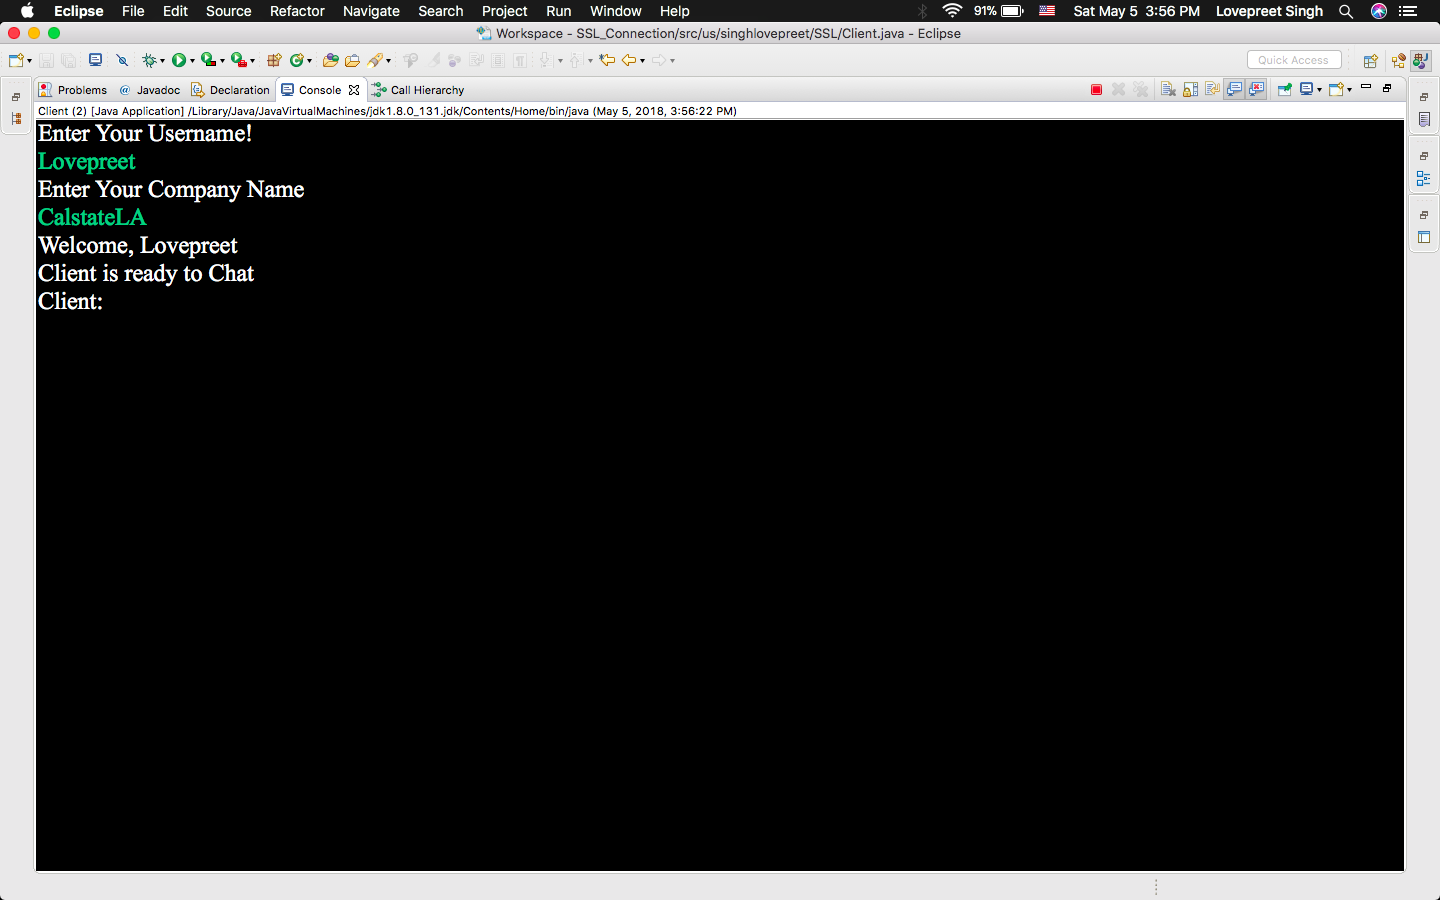 Eclipse File Edit Source Refactor Navigate Search Project Run Window Help 91% Sat May 5 3:56 PM Lovepreet Singh
Workspace - SSL_Connection/src/us/singhlovepreet/SSL/Client.java - Eclipse
Quick Access
Problems @ Javadoc Declaration Console Call Hierarchy
Client (2) [Java Application] /Library/Java/JavaVirtualMachines/jdk1.8.0_131.jdk/Contents/Home/bin/java (May 5, 2018, 3:56:22 PM)
Enter Your Username!
Lovepreet
Enter Your Company Name
CalstateLA
Welcome, Lovepreet
Client is ready to Chat
Client: